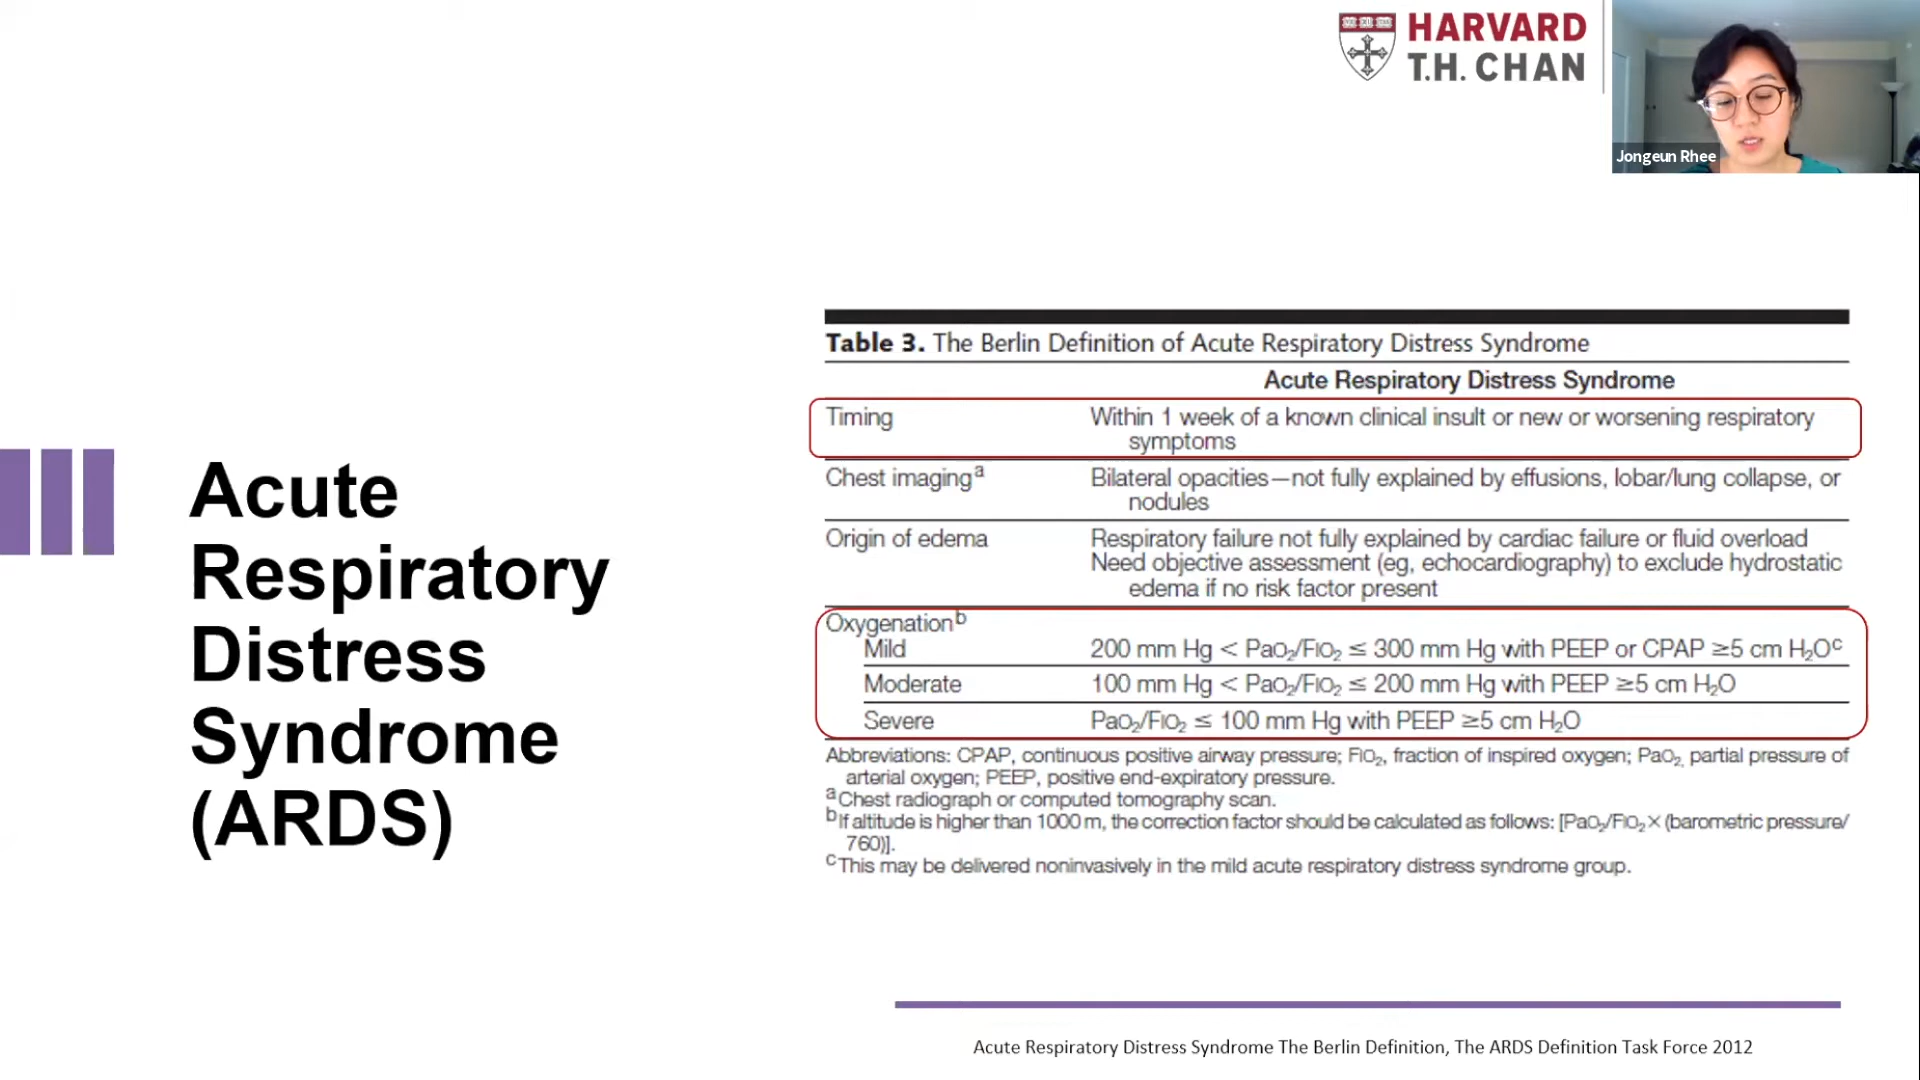 HARVARD
T.H. CHAN
Jongeun Rhee
Acute
Respiratory
Distress
Syndrome
(ARDS)
Table 3. The Berlin Definition of Acute Respiratory Distress Syndrome
Acute Respiratory Distress Syndrome
Timing Within 1 week of a known clinical insult or new or worsening respiratory
symptoms
Chest imagingᵃ Bilateral opacities—not fully explained by effusions, lobar/lung collapse, or
nodules
Origin of edema Respiratory failure not fully explained by cardiac failure or fluid overload
Need objective assessment (eg, echocardiography) to exclude hydrostatic
edema if no risk factor present
Oxygenationᵇ
Mild 200 mm Hg < PaO₂/FIO₂ ≤ 300 mm Hg with PEEP or CPAP ≥5 cm H₂Oᶜ
Moderate 100 mm Hg < PaO₂/FIO₂ ≤ 200 mm Hg with PEEP ≥5 cm H₂O
Severe PaO₂/FIO₂ ≤ 100 mm Hg with PEEP ≥5 cm H₂O
Abbreviations: CPAP, continuous positive airway pressure; FIO₂, fraction of inspired oxygen; PaO₂, partial pressure of
arterial oxygen; PEEP, positive end-expiratory pressure.
ᵃChest radiograph or computed tomography scan.
ᵇIf altitude is higher than 1000 m, the correction factor should be calculated as follows: [PaO₂/FIO₂×(barometric pressure/
760)].
ᶜThis may be delivered noninvasively in the mild acute respiratory distress syndrome group.
Acute Respiratory Distress Syndrome The Berlin Definition, The ARDS Definition Task Force 2012